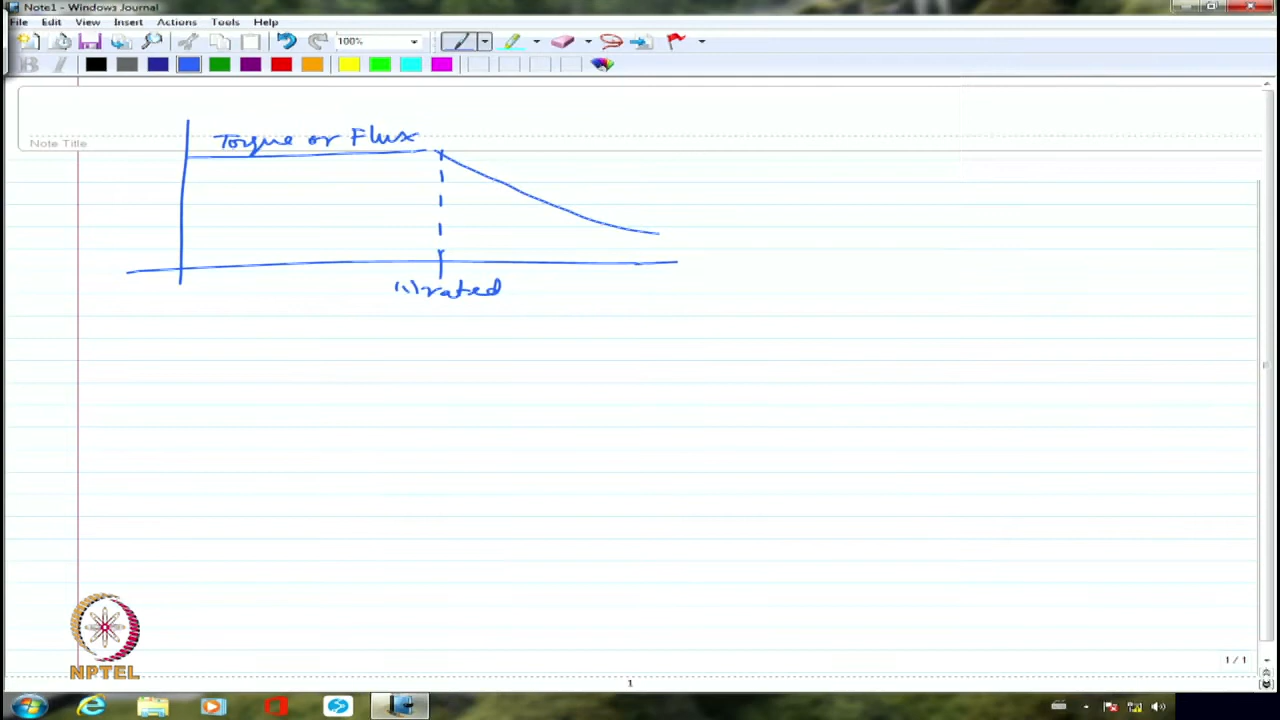 Note1 - Windows Journal
File Edit View Insert Actions Tools Help
100%
B I
Torque or Flux
Note Title
ωrated
NPTEL
1 / 1
1